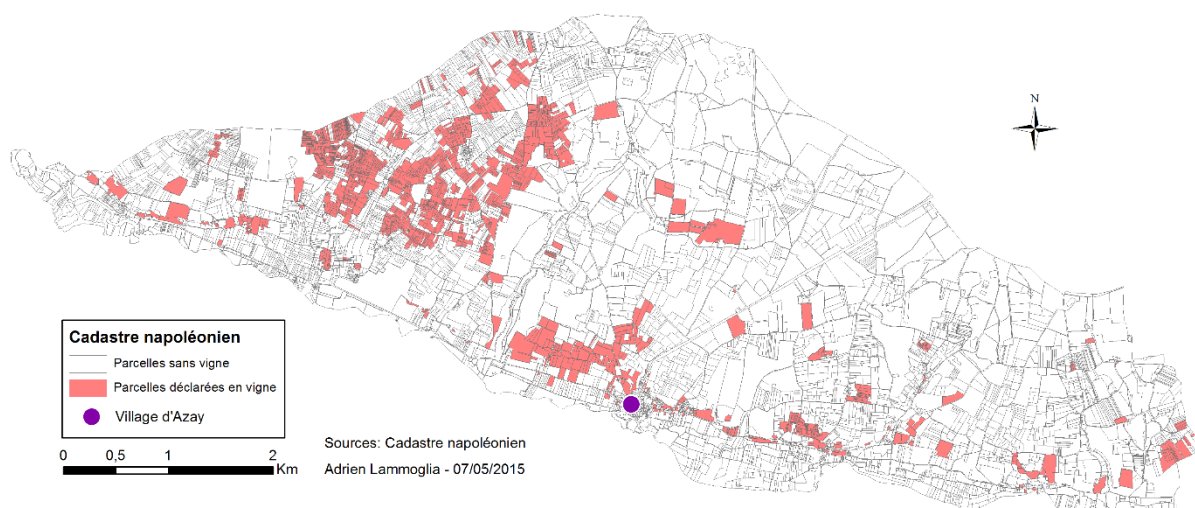 N
Cadastre napoléonien
Parcelles sans vigne
Parcelles déclarées en vigne
Village d'Azay
0 0,5 1 2
Km
Sources: Cadastre napoléonien
Adrien Lammoglia - 07/05/2015